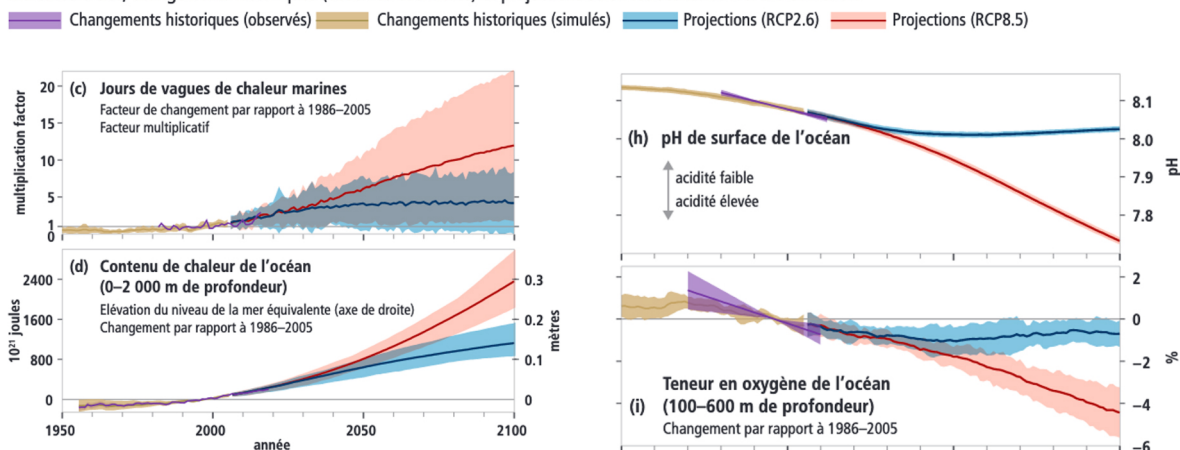 Changements historiques (observés) Changements historiques (simulés) Projections (RCP2.6) Projections (RCP8.5)
(c) Jours de vagues de chaleur marines
Facteur de changement par rapport à 1986–2005
Facteur multiplicatif
multiplication factor
20
15
10
5
1
0
(d) Contenu de chaleur de l'océan
(0–2 000 m de profondeur)
Elévation du niveau de la mer équivalente (axe de droite)
Changement par rapport à 1986–2005
10²¹ joules
2400
1600
800
0
0.3
0.2
0.1
0
mètres
1950 2000 2050 2100
année
(h) pH de surface de l'océan
acidité faible
acidité élevée
8.1
8.0
7.9
7.8
pH
Teneur en oxygène de l'océan
(i) (100–600 m de profondeur)
Changement par rapport à 1986–2005
2
0
−2
−4
−6
%